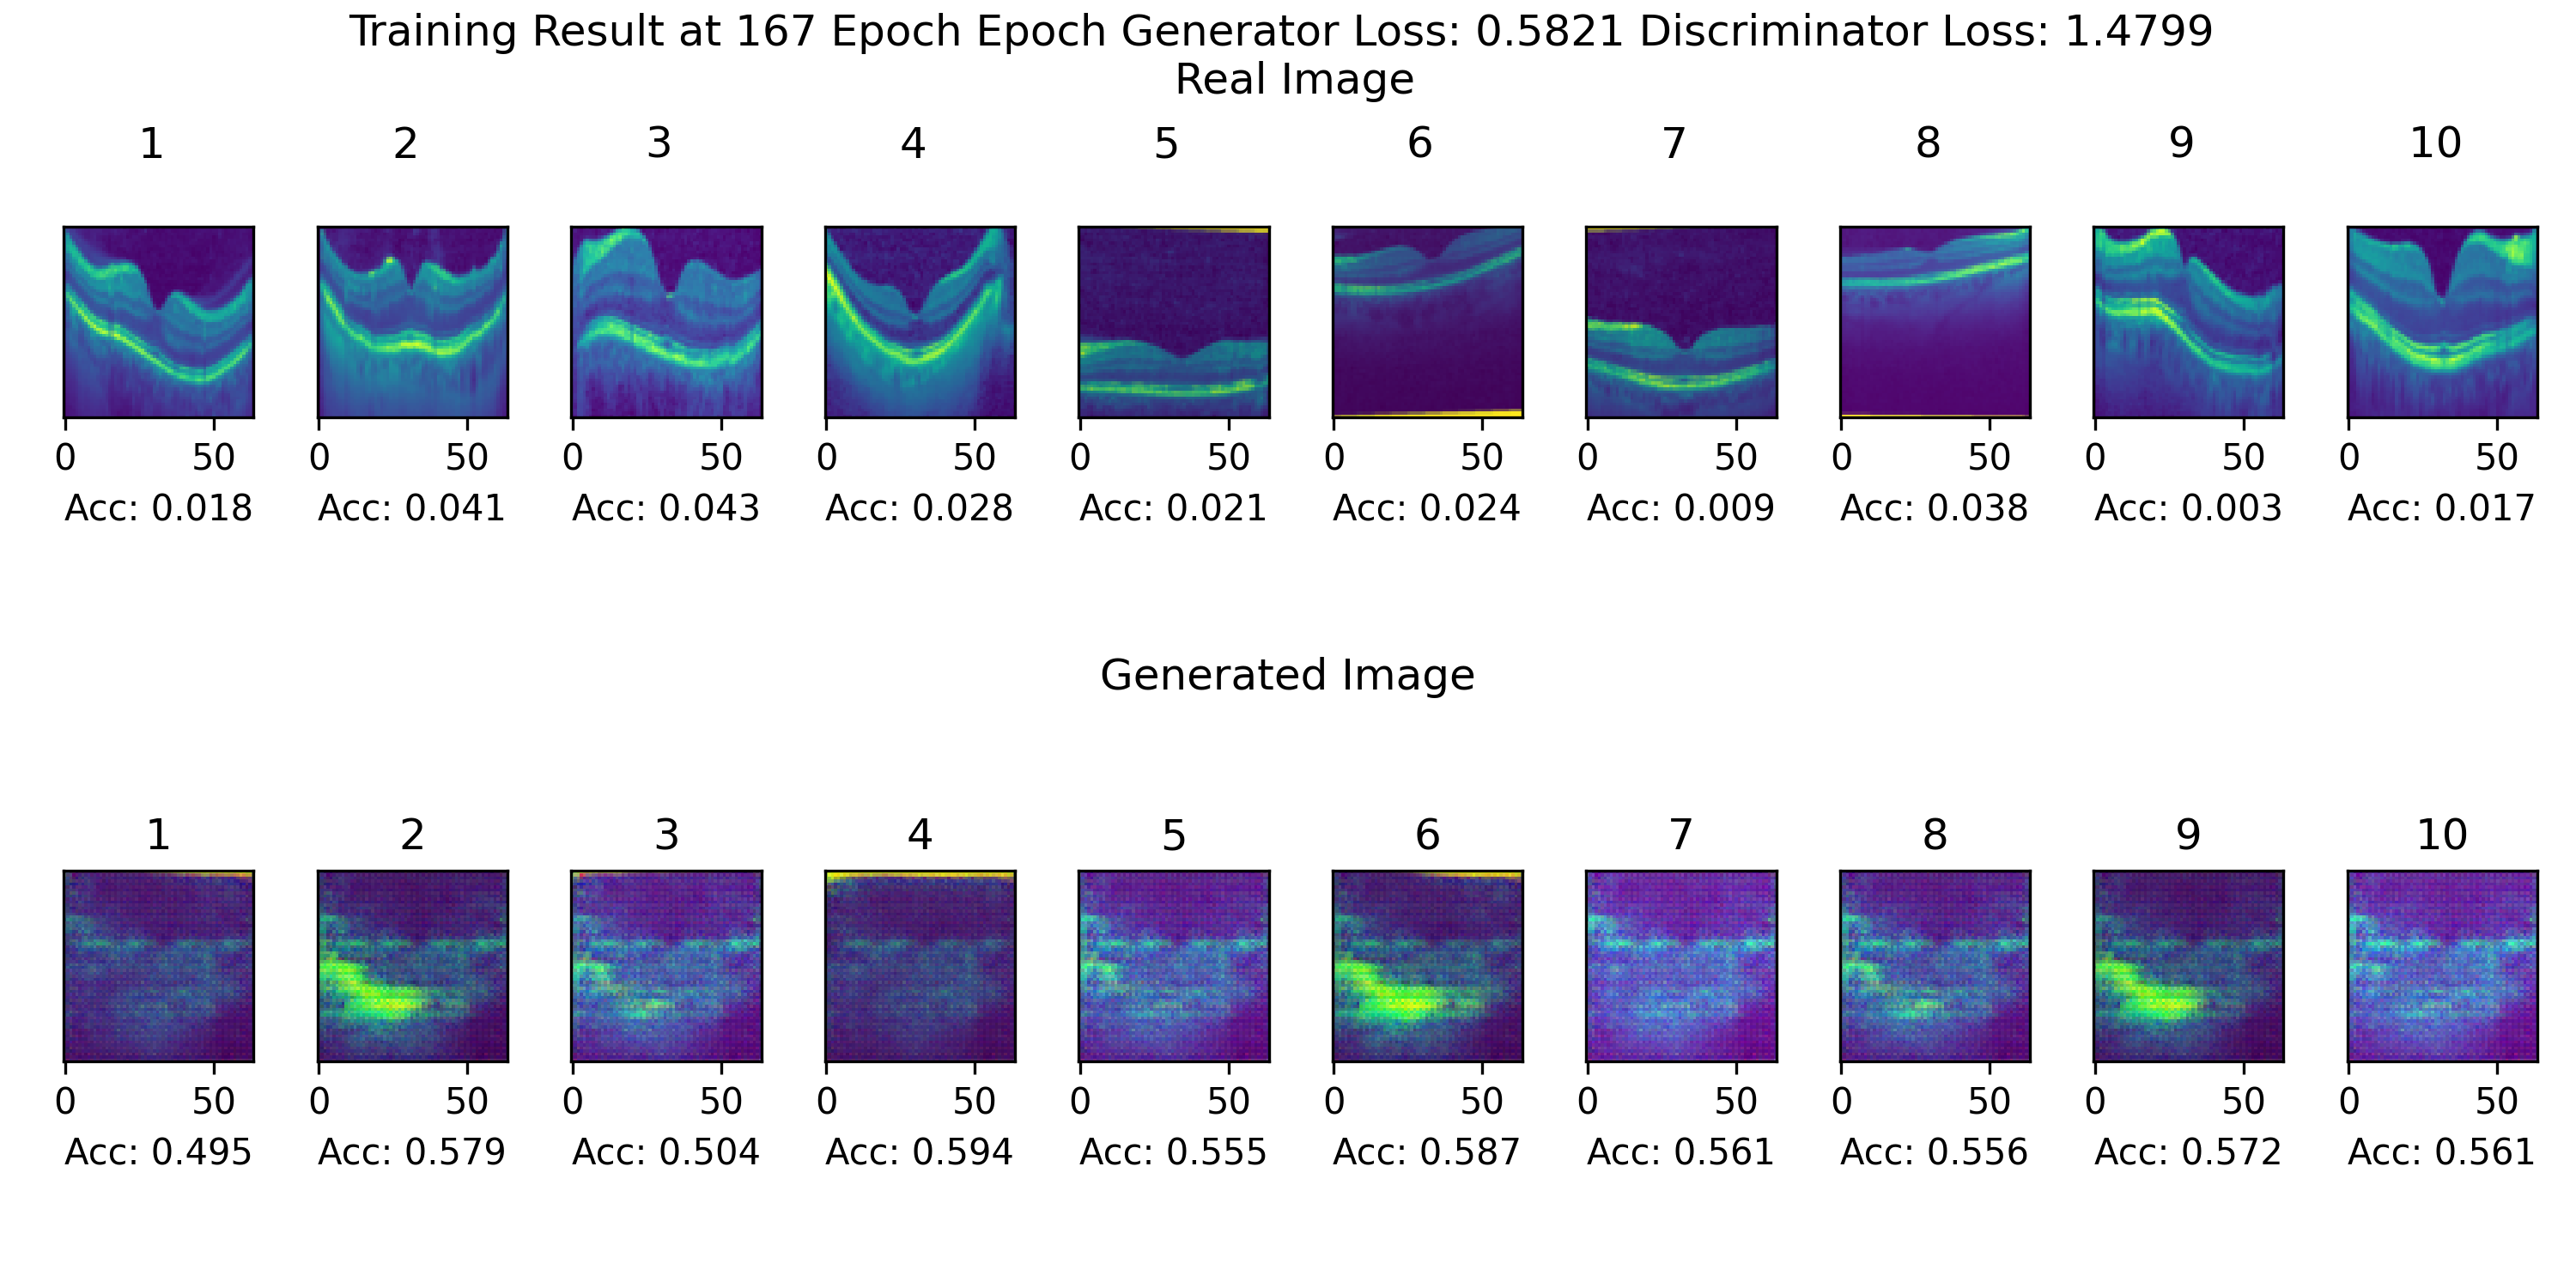 Training Result at 167 Epoch Epoch Generator Loss: 0.5821 Discriminator Loss: 1.4799
Real Image
1 2 3 4 5 6 7 8 9 10
0 50 0 50 0 50 0 50 0 50 0 50 0 50 0 50 0 50 0 50
Acc: 0.018 Acc: 0.041 Acc: 0.043 Acc: 0.028 Acc: 0.021 Acc: 0.024 Acc: 0.009 Acc: 0.038 Acc: 0.003 Acc: 0.017
Generated Image
1 2 3 4 5 6 7 8 9 10
0 50 0 50 0 50 0 50 0 50 0 50 0 50 0 50 0 50 0 50
Acc: 0.495 Acc: 0.579 Acc: 0.504 Acc: 0.594 Acc: 0.555 Acc: 0.587 Acc: 0.561 Acc: 0.556 Acc: 0.572 Acc: 0.561